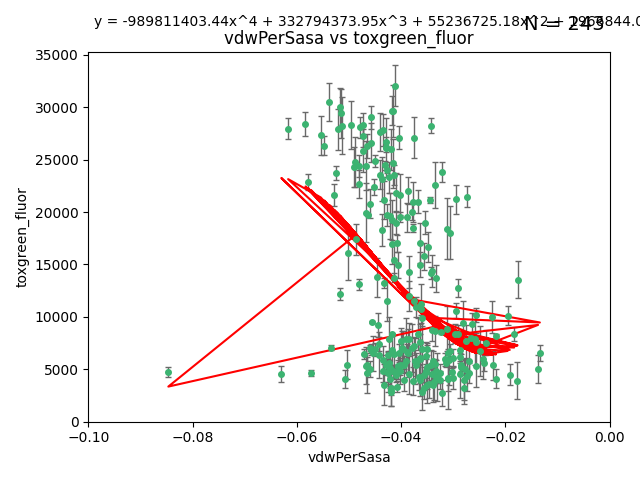 y = -989811403.44x^4 + 332794373.95x^3 + 55236725.18x^2 +
N = 243
vdwPerSasa vs toxgreen_fluor
35000
30000
25000
20000
15000
10000
5000
0
toxgreen_fluor
−0.10 −0.08 −0.06 −0.04 −0.02 0.00
vdwPerSasa